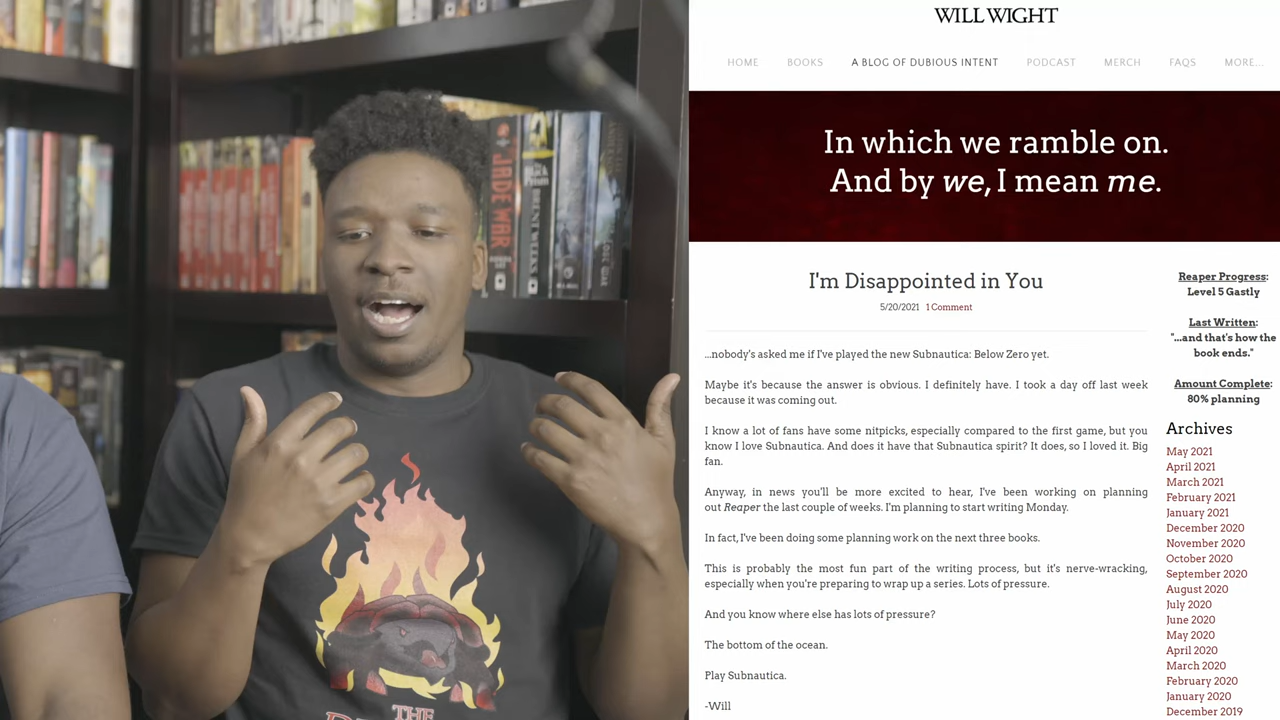 JADE WAR
the Black Prism
BRENT WEEKS
THE
WILL WIGHT
HOME BOOKS A BLOG OF DUBIOUS INTENT PODCAST MERCH FAQS MORE...
In which we ramble on.
And by we, I mean me.
I'm Disappointed in You
5/20/2021 1 Comment
...nobody's asked me if I've played the new Subnautica: Below Zero yet.
Maybe it's because the answer is obvious. I definitely have. I took a day off last week
because it was coming out.
I know a lot of fans have some nitpicks, especially compared to the first game, but you
know I love Subnautica. And does it have that Subnautica spirit? It does, so I loved it. Big
fan.
Anyway, in news you'll be more excited to hear, I've been working on planning
out Reaper the last couple of weeks. I'm planning to start writing Monday.
In fact, I've been doing some planning work on the next three books.
This is probably the most fun part of the writing process, but it's nerve-wracking,
especially when you're preparing to wrap up a series. Lots of pressure.
And you know where else has lots of pressure?
The bottom of the ocean.
Play Subnautica.
-Will
Reaper Progress:
Level 5 Gastly
Last Written:
"...and that's how the
book ends."
Amount Complete:
80% planning
Archives
May 2021
April 2021
March 2021
February 2021
January 2021
December 2020
November 2020
October 2020
September 2020
August 2020
July 2020
June 2020
May 2020
April 2020
March 2020
February 2020
January 2020
December 2019